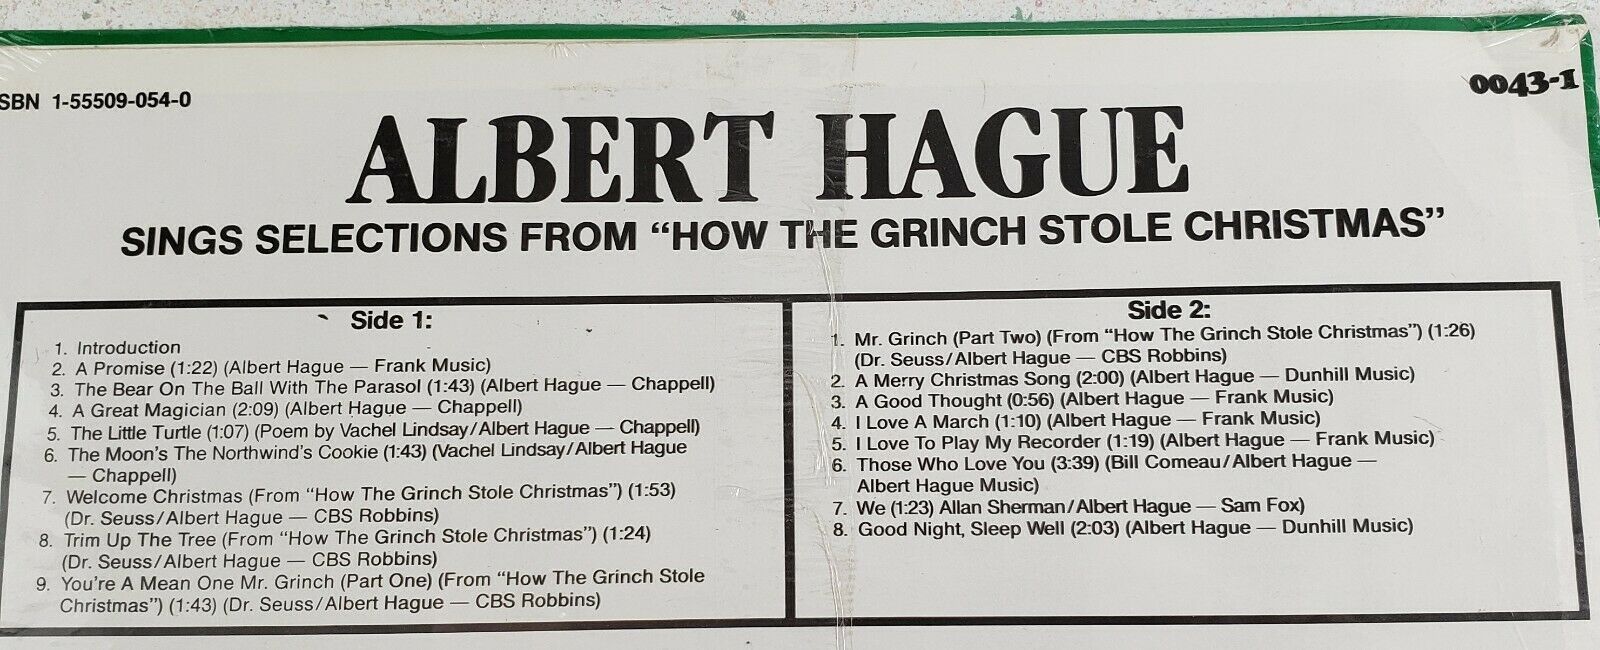 SBN 1-55509-054-0
0043-1
ALBERT HAGUE
SINGS SELECTIONS FROM “HOW THE GRINCH STOLE CHRISTMAS”
Side 1:
1. Introduction
2. A Promise (1:22) (Albert Hague — Frank Music)
3. The Bear On The Ball With The Parasol (1:43) (Albert Hague — Chappell)
4. A Great Magician (2:09) (Albert Hague — Chappell)
5. The Little Turtle (1:07) (Poem by Vachel Lindsay/Albert Hague — Chappell)
6. The Moon's The Northwind's Cookie (1:43) (Vachel Lindsay/Albert Hague
— Chappell)
7. Welcome Christmas (From “How The Grinch Stole Christmas”) (1:53)
(Dr. Seuss/Albert Hague — CBS Robbins)
8. Trim Up The Tree (From “How The Grinch Stole Christmas”) (1:24)
(Dr. Seuss/Albert Hague — CBS Robbins)
9. You're A Mean One Mr. Grinch (Part One) (From “How The Grinch Stole
Christmas”) (1:43) (Dr. Seuss/Albert Hague — CBS Robbins)
Side 2:
1. Mr. Grinch (Part Two) (From “How The Grinch Stole Christmas”) (1:26)
(Dr. Seuss/Albert Hague — CBS Robbins)
2. A Merry Christmas Song (2:00) (Albert Hague — Dunhill Music)
3. A Good Thought (0:56) (Albert Hague — Frank Music)
4. I Love A March (1:10) (Albert Hague — Frank Music)
5. I Love To Play My Recorder (1:19) (Albert Hague — Frank Music)
6. Those Who Love You (3:39) (Bill Comeau/Albert Hague —
Albert Hague Music)
7. We (1:23) Allan Sherman/Albert Hague — Sam Fox)
8. Good Night, Sleep Well (2:03) (Albert Hague — Dunhill Music)